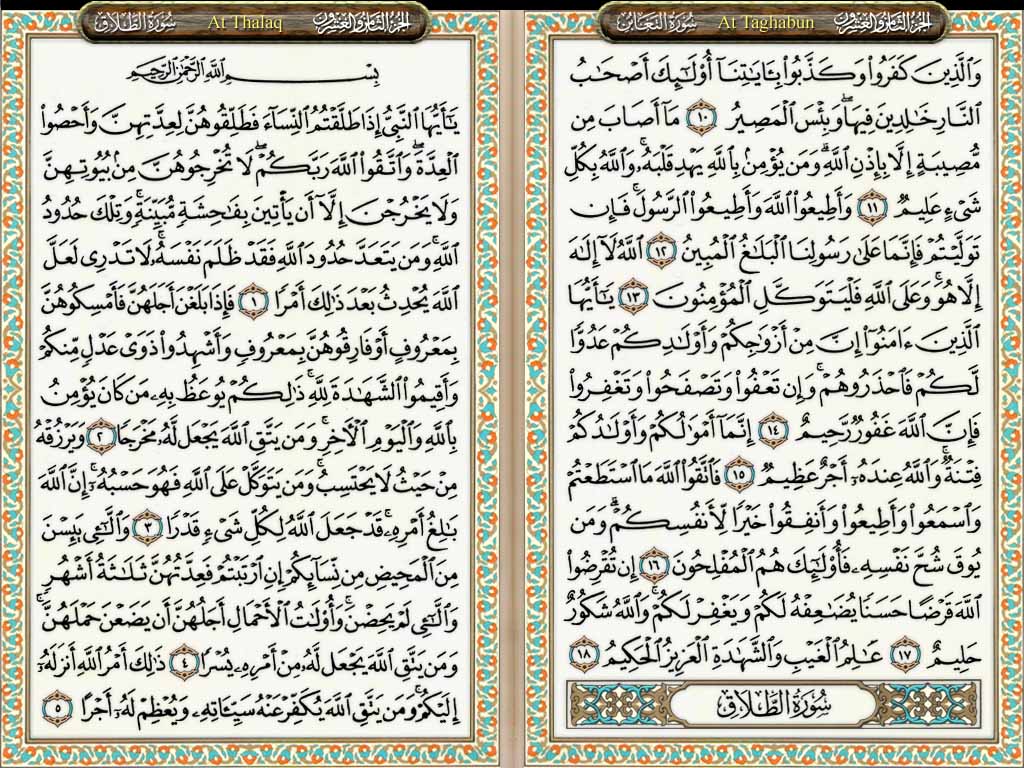 الجزء الثامن والعشرون At Taghabun سورة التغابن
وَٱلَّذِينَ كَفَرُوا۟ وَكَذَّبُوا۟ بِـَٔايَٰتِنَآ أُو۟لَٰٓئِكَ أَصْحَٰبُ
ٱلنَّارِ خَٰلِدِينَ فِيهَا ۖ وَبِئْسَ ٱلْمَصِيرُ ١٠ مَآ أَصَابَ مِن
مُّصِيبَةٍ إِلَّا بِإِذْنِ ٱللَّهِ ۗ وَمَن يُؤْمِنۢ بِٱللَّهِ يَهْدِ قَلْبَهُۥ ۚ وَٱللَّهُ بِكُلِّ
شَىْءٍ عَلِيمٌ ١١ وَأَطِيعُوا۟ ٱللَّهَ وَأَطِيعُوا۟ ٱلرَّسُولَ ۚ فَإِن
تَوَلَّيْتُمْ فَإِنَّمَا عَلَىٰ رَسُولِنَا ٱلْبَلَٰغُ ٱلْمُبِينُ ١٢ ٱللَّهُ لَآ إِلَٰهَ
إِلَّا هُوَ ۚ وَعَلَى ٱللَّهِ فَلْيَتَوَكَّلِ ٱلْمُؤْمِنُونَ ١٣ يَٰٓأَيُّهَا
ٱلَّذِينَ ءَامَنُوٓا۟ إِنَّ مِنْ أَزْوَٰجِكُمْ وَأَوْلَٰدِكُمْ عَدُوًّا
لَّكُمْ فَٱحْذَرُوهُمْ ۚ وَإِن تَعْفُوا۟ وَتَصْفَحُوا۟ وَتَغْفِرُوا۟
فَإِنَّ ٱللَّهَ غَفُورٌ رَّحِيمٌ ١٤ إِنَّمَآ أَمْوَٰلُكُمْ وَأَوْلَٰدُكُمْ
فِتْنَةٌ ۚ وَٱللَّهُ عِندَهُۥٓ أَجْرٌ عَظِيمٌ ١٥ فَٱتَّقُوا۟ ٱللَّهَ مَا ٱسْتَطَعْتُمْ
وَٱسْمَعُوا۟ وَأَطِيعُوا۟ وَأَنفِقُوا۟ خَيْرًا لِّأَنفُسِكُمْ ۗ وَمَن
يُوقَ شُحَّ نَفْسِهِۦ فَأُو۟لَٰٓئِكَ هُمُ ٱلْمُفْلِحُونَ ١٦ إِن تُقْرِضُوا۟
ٱللَّهَ قَرْضًا حَسَنًا يُضَٰعِفْهُ لَكُمْ وَيَغْفِرْ لَكُمْ ۚ وَٱللَّهُ شَكُورٌ
حَلِيمٌ ١٧ عَٰلِمُ ٱلْغَيْبِ وَٱلشَّهَٰدَةِ ٱلْعَزِيزُ ٱلْحَكِيمُ ١٨
سُورَةُ ٱلطَّلَاقِ
الجزء الثامن والعشرون At Thalaq سورة الطلاق
بِسْمِ ٱللَّهِ ٱلرَّحْمَٰنِ ٱلرَّحِيمِ
يَٰٓأَيُّهَا ٱلنَّبِىُّ إِذَا طَلَّقْتُمُ ٱلنِّسَآءَ فَطَلِّقُوهُنَّ لِعِدَّتِهِنَّ وَأَحْصُوا۟
ٱلْعِدَّةَ ۖ وَٱتَّقُوا۟ ٱللَّهَ رَبَّكُمْ ۖ لَا تُخْرِجُوهُنَّ مِنۢ بُيُوتِهِنَّ
وَلَا يَخْرُجْنَ إِلَّآ أَن يَأْتِينَ بِفَٰحِشَةٍ مُّبَيِّنَةٍ ۚ وَتِلْكَ حُدُودُ
ٱللَّهِ ۚ وَمَن يَتَعَدَّ حُدُودَ ٱللَّهِ فَقَدْ ظَلَمَ نَفْسَهُۥ ۚ لَا تَدْرِى لَعَلَّ
ٱللَّهَ يُحْدِثُ بَعْدَ ذَٰلِكَ أَمْرًا ١ فَإِذَا بَلَغْنَ أَجَلَهُنَّ فَأَمْسِكُوهُنَّ
بِمَعْرُوفٍ أَوْ فَارِقُوهُنَّ بِمَعْرُوفٍ وَأَشْهِدُوا۟ ذَوَىْ عَدْلٍ مِّنكُمْ
وَأَقِيمُوا۟ ٱلشَّهَٰدَةَ لِلَّهِ ۚ ذَٰلِكُمْ يُوعَظُ بِهِۦ مَن كَانَ يُؤْمِنُ
بِٱللَّهِ وَٱلْيَوْمِ ٱلْءَاخِرِ ۚ وَمَن يَتَّقِ ٱللَّهَ يَجْعَل لَّهُۥ مَخْرَجًا ٢ وَيَرْزُقْهُ
مِنْ حَيْثُ لَا يَحْتَسِبُ ۚ وَمَن يَتَوَكَّلْ عَلَى ٱللَّهِ فَهُوَ حَسْبُهُۥٓ ۚ إِنَّ ٱللَّهَ
بَٰلِغُ أَمْرِهِۦ ۚ قَدْ جَعَلَ ٱللَّهُ لِكُلِّ شَىْءٍ قَدْرًا ٣ وَٱلَّٰٓـِٔى يَئِسْنَ
مِنَ ٱلْمَحِيضِ مِن نِّسَآئِكُمْ إِنِ ٱرْتَبْتُمْ فَعِدَّتُهُنَّ ثَلَٰثَةُ أَشْهُرٍ
وَٱلَّٰٓـِٔى لَمْ يَحِضْنَ ۚ وَأُو۟لَٰتُ ٱلْأَحْمَالِ أَجَلُهُنَّ أَن يَضَعْنَ حَمْلَهُنَّ ۚ
وَمَن يَتَّقِ ٱللَّهَ يَجْعَل لَّهُۥ مِنْ أَمْرِهِۦ يُسْرًا ٤ ذَٰلِكَ أَمْرُ ٱللَّهِ أَنزَلَهُۥٓ
إِلَيْكُمْ ۚ وَمَن يَتَّقِ ٱللَّهَ يُكَفِّرْ عَنْهُ سَيِّـَٔاتِهِۦ وَيُعْظِمْ لَهُۥٓ أَجْرًا ٥